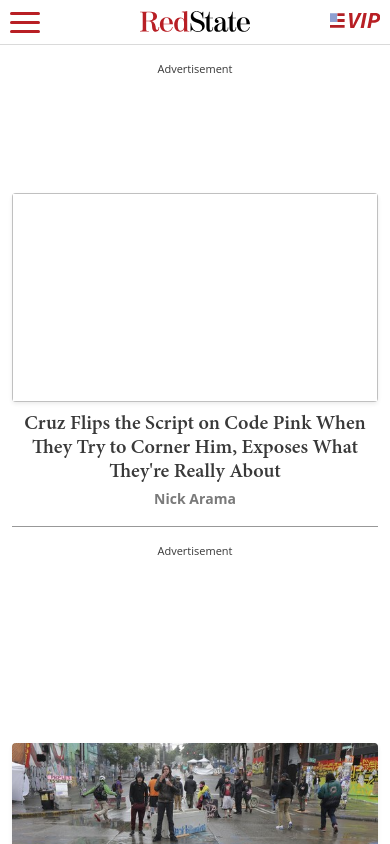 RedState
VIP
Advertisement
Cruz Flips the Script on Code Pink When
They Try to Corner Him, Exposes What
They're Really About
Nick Arama
Advertisement